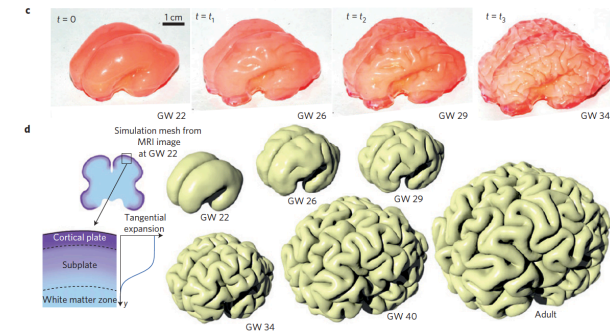 c
t = 0
1 cm
t = t₁
t = t₂
t = t₃
GW 22
GW 26
GW 29
GW 34
d
Simulation mesh from
MRI image
at GW 22
GW 22
GW 26
GW 29
Tangential
expansion
Cortical plate
Subplate
White matter zone
y
GW 34
GW 40
Adult